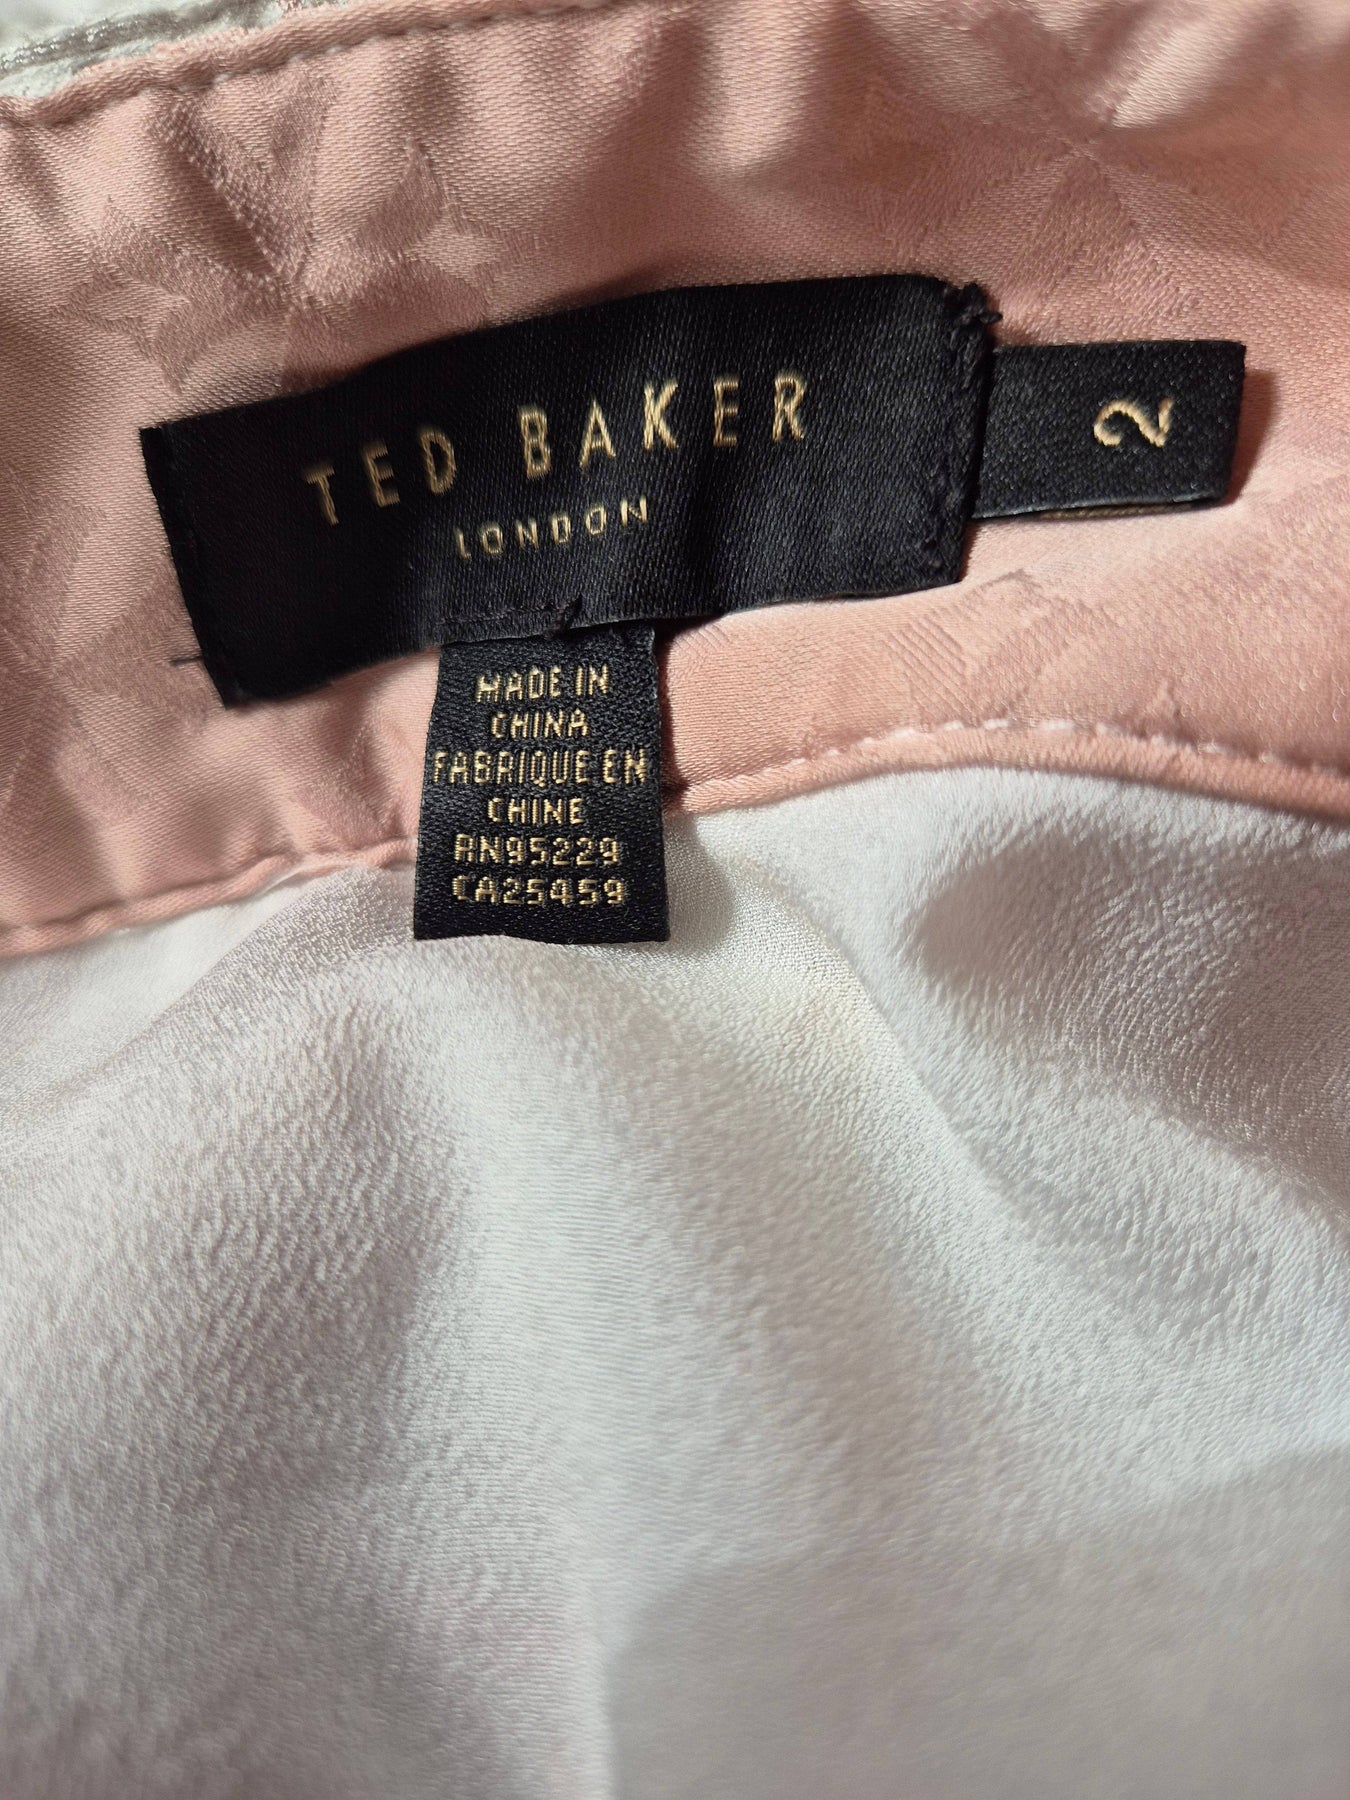 TED BAKER
LONDON
2
MADE IN
CHINA
FABRIQUE EN
CHINE
RN95229
CA25459